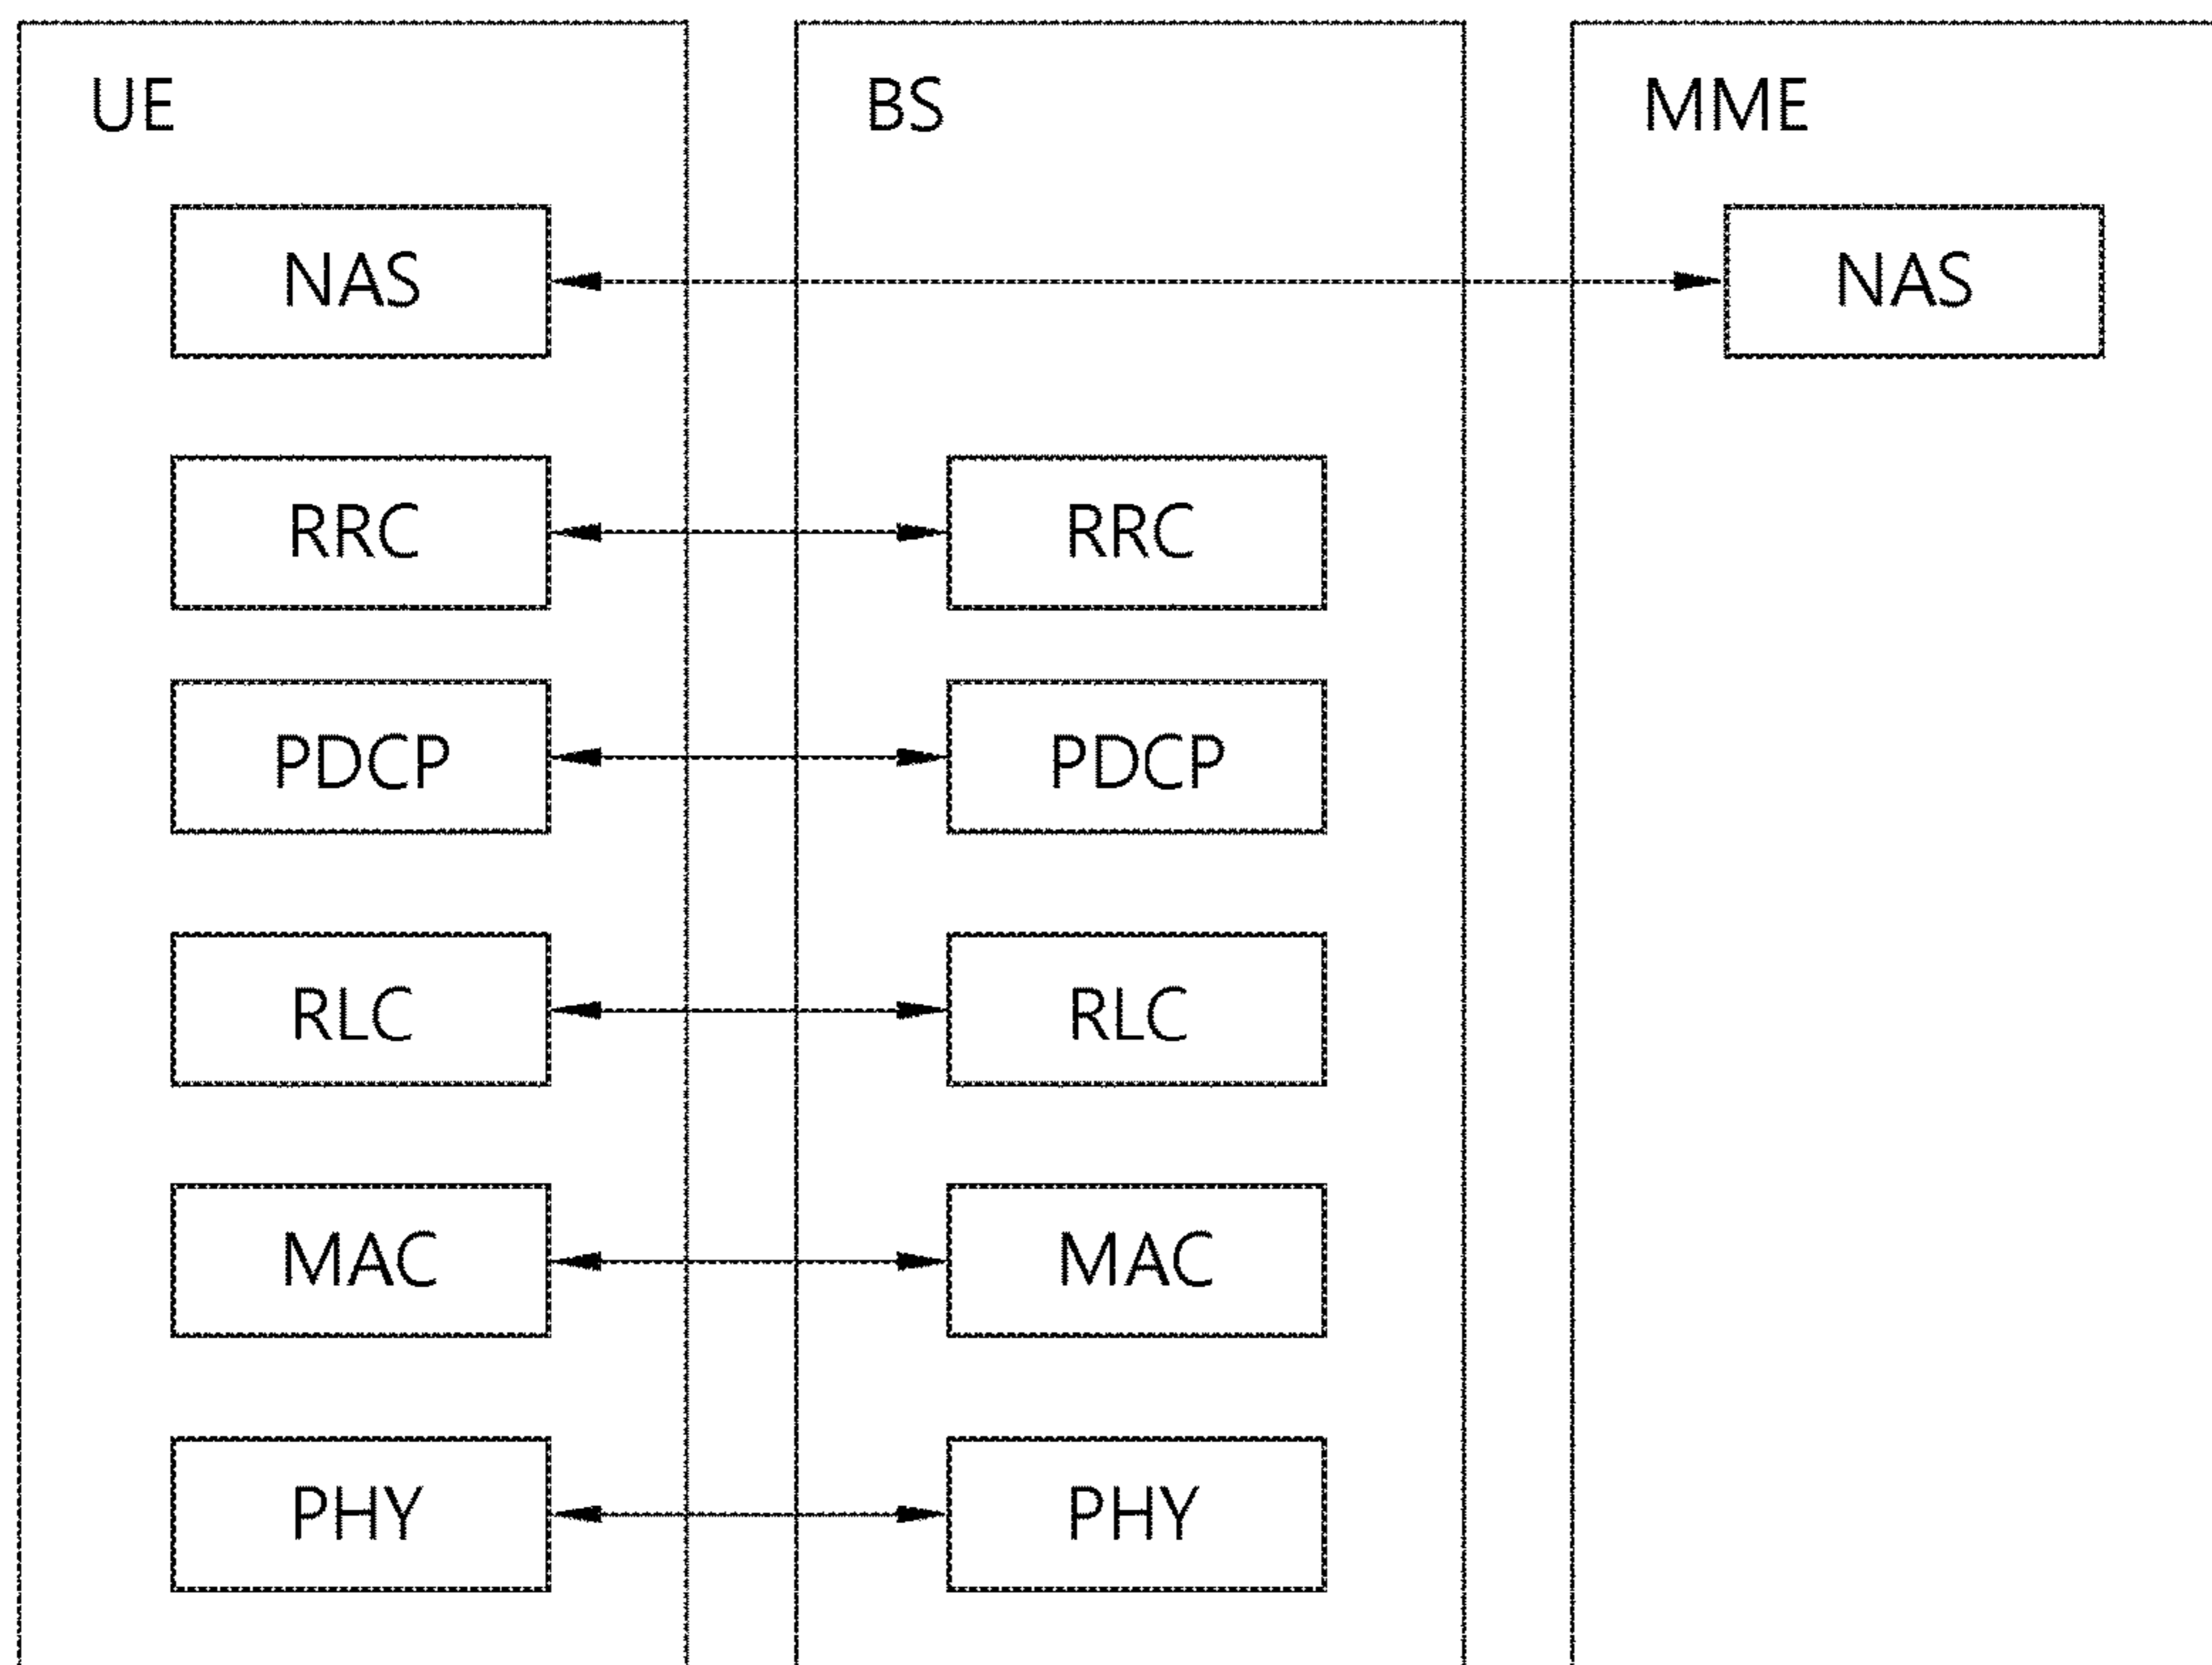 UE
BS
MME
NAS
NAS
RRC
RRC
PDCP
PDCP
RLC
RLC
MAC
MAC
PHY
PHY